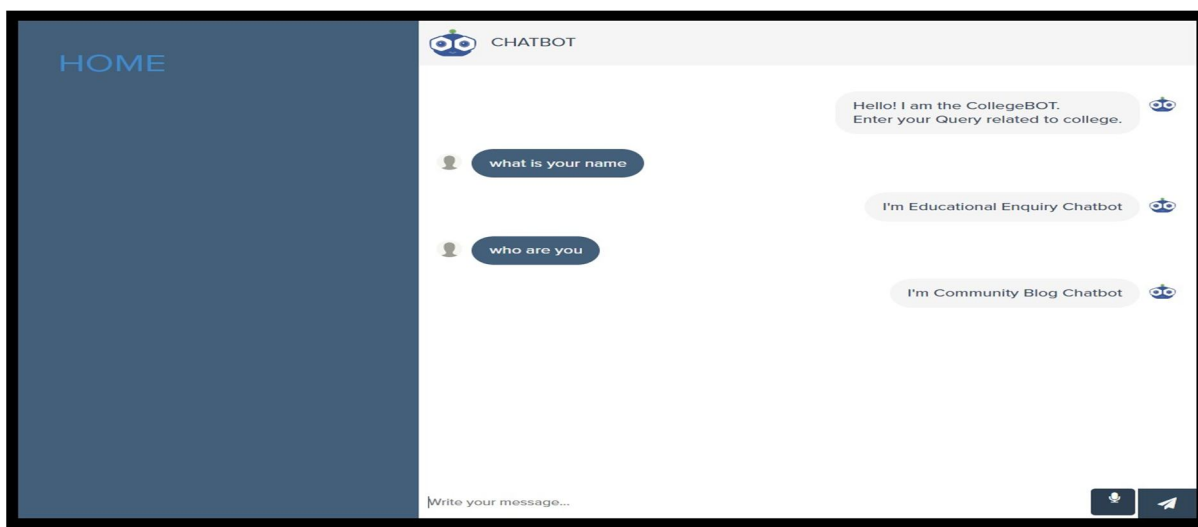 HOME
CHATBOT
Hello! I am the CollegeBOT.
Enter your Query related to college.
what is your name
I'm Educational Enquiry Chatbot
who are you
I'm Community Blog Chatbot
Write your message...